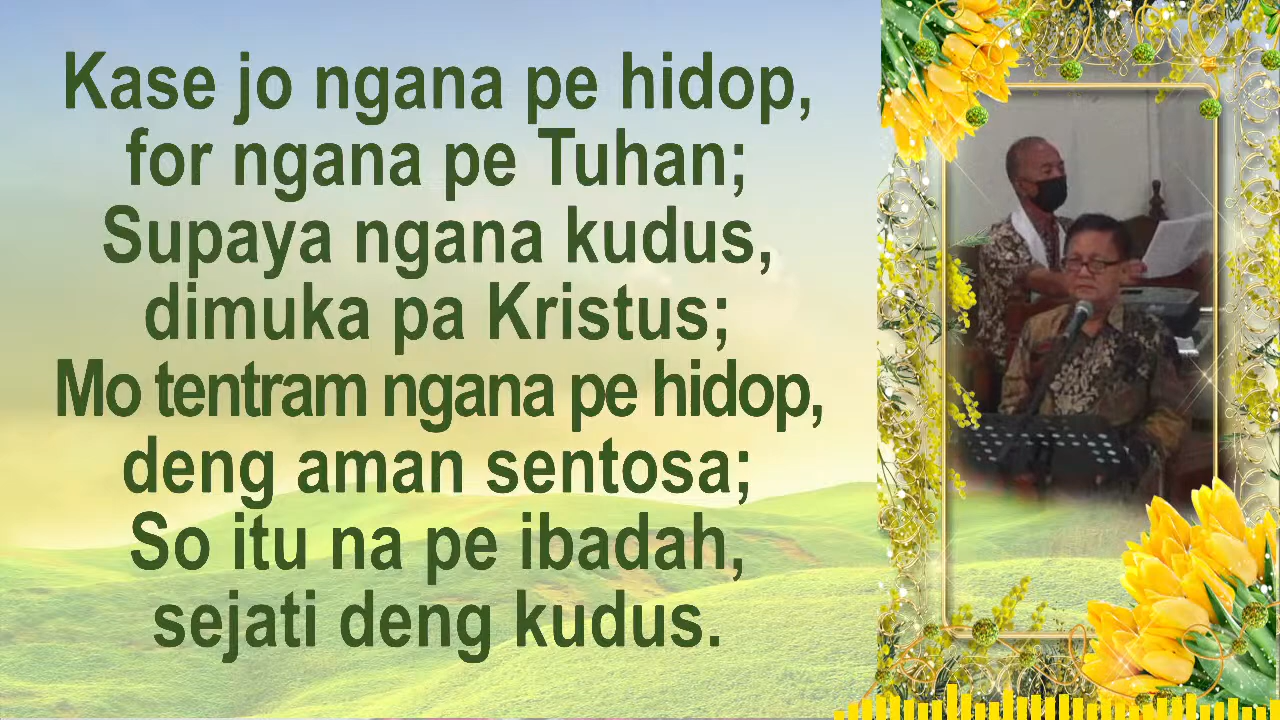 Kase jo ngana pe hidop,
for ngana pe Tuhan;
Supaya ngana kudus,
dimuka pa Kristus;
Mo tentram ngana pe hidop,
deng aman sentosa;
So itu na pe ibadah,
sejati deng kudus.